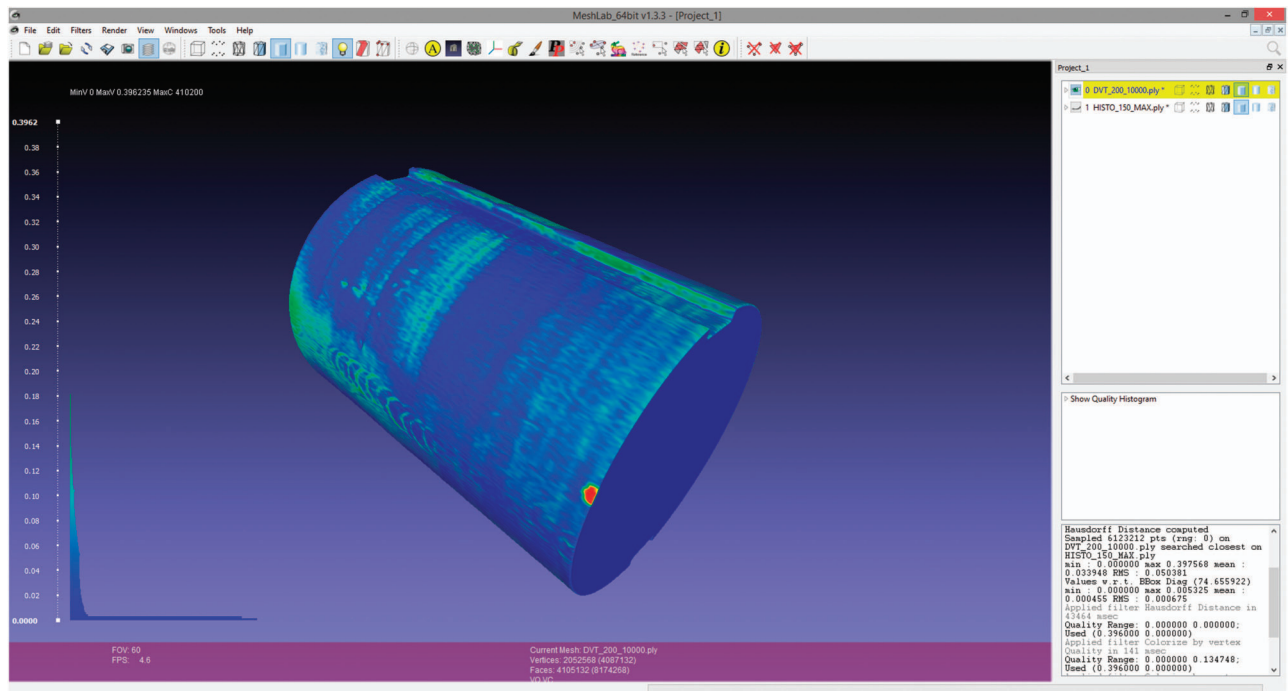 MeshLab_64bit v1.3.3 - [Project_1]
File Edit Filters Render View Windows Tools Help
Project_1
MinV 0 MaxV 0.396235 MaxC 410200
0 DVT_200_10000.ply *
1 HISTO_150_MAX.ply *
0.3962
0.38
0.36
0.34
0.32
0.30
0.28
0.26
0.24
0.22
0.20
0.18
0.16
0.14
0.12
0.10
0.08
0.06
0.04
0.02
0.0000
Show Quality Histogram
Hausdorff Distance computed
Sampled 6123212 pts (rng: 0) on
DVT_200_10000.ply searched closest on
HISTO_150_MAX.ply
min : 0.000000 max 0.397568 mean :
0.033948 RMS : 0.050381
Values w.r.t. BBox Diag (74.655922)
min : 0.000000 max 0.005325 mean :
0.000455 RMS : 0.000675
Applied filter Hausdorff Distance in
43464 msec
Quality Range: 0.000000 0.000000;
Used (0.396000 0.000000)
Applied filter Colorize by vertex
Quality in 141 msec
Quality Range: 0.000000 0.134748;
Used (0.396000 0.000000)
FOV: 60
FPS: 4.6
Current Mesh: DVT_200_10000.ply
Vertices: 2052568 (4087132)
Faces: 4105132 (8174268)
VQ VC